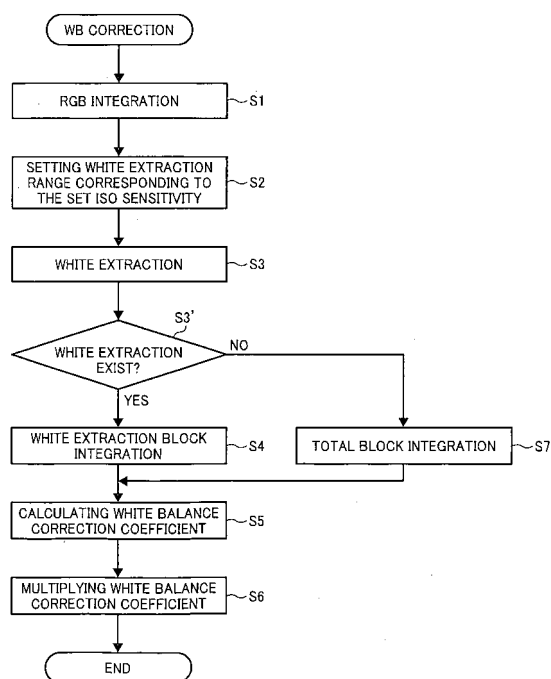 WB CORRECTION
RGB INTEGRATION
S1
SETTING WHITE EXTRACTION
RANGE CORRESPONDING TO
THE SET ISO SENSITIVITY
S2
WHITE EXTRACTION
S3
S3'
WHITE EXTRACTION
EXIST?
NO
YES
WHITE EXTRACTION BLOCK
INTEGRATION
S4
TOTAL BLOCK INTEGRATION
S7
CALCULATING WHITE BALANCE
CORRECTION COEFFICIENT
S5
MULTIPLYING WHITE BALANCE
CORRECTION COEFFICIENT
S6
END